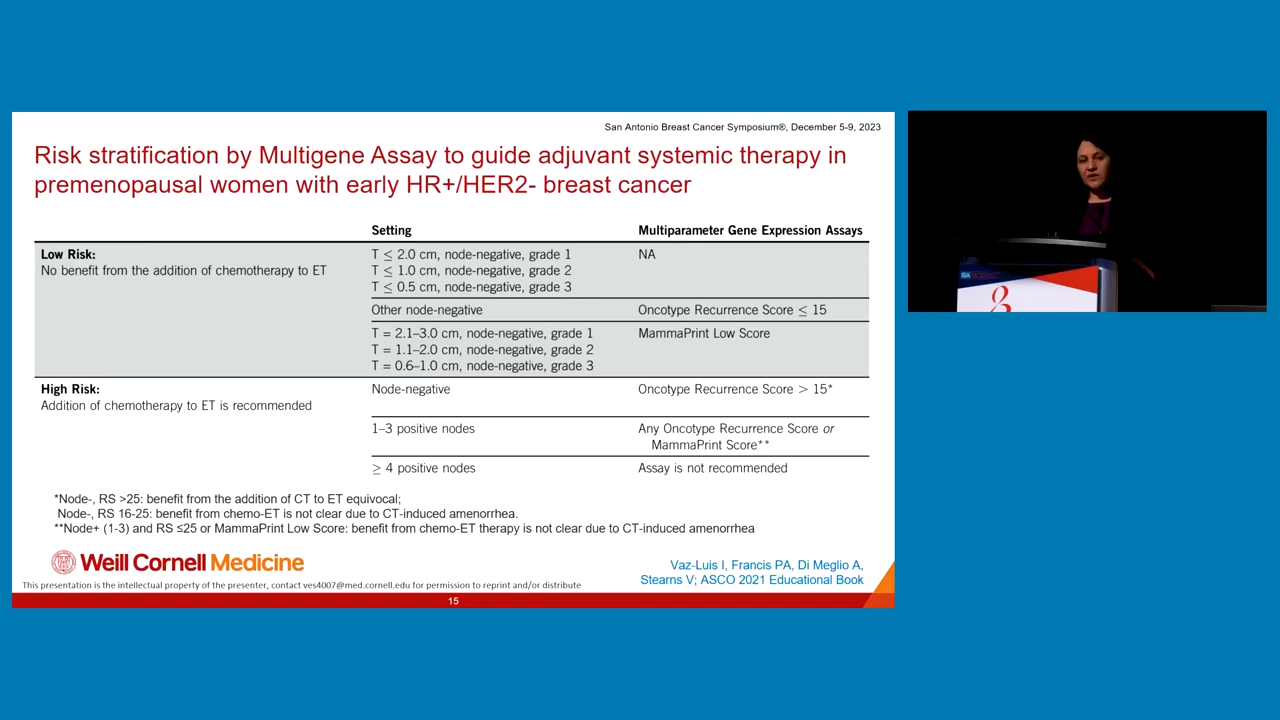 San Antonio Breast Cancer Symposium®, December 5-9, 2023
Risk stratification by Multigene Assay to guide adjuvant systemic therapy in
premenopausal women with early HR+/HER2- breast cancer
Setting
Multiparameter Gene Expression Assays
Low Risk:
No benefit from the addition of chemotherapy to ET
T ≤ 2.0 cm, node-negative, grade 1
T ≤ 1.0 cm, node-negative, grade 2
T ≤ 0.5 cm, node-negative, grade 3
NA
Other node-negative
Oncotype Recurrence Score ≤ 15
T = 2.1–3.0 cm, node-negative, grade 1
T = 1.1–2.0 cm, node-negative, grade 2
T = 0.6–1.0 cm, node-negative, grade 3
MammaPrint Low Score
High Risk:
Addition of chemotherapy to ET is recommended
Node-negative
Oncotype Recurrence Score > 15*
1–3 positive nodes
Any Oncotype Recurrence Score or
MammaPrint Score**
≥ 4 positive nodes
Assay is not recommended
*Node-, RS >25: benefit from the addition of CT to ET equivocal;
Node-, RS 16-25: benefit from chemo-ET is not clear due to CT-induced amenorrhea.
**Node+ (1-3) and RS ≤25 or MammaPrint Low Score: benefit from chemo-ET therapy is not clear due to CT-induced amenorrhea
Weill Cornell Medicine
Vaz-Luis I, Francis PA, Di Meglio A,
Stearns V; ASCO 2021 Educational Book
This presentation is the intellectual property of the presenter, contact ves4007@med.cornell.edu for permission to reprint and/or distribute
15